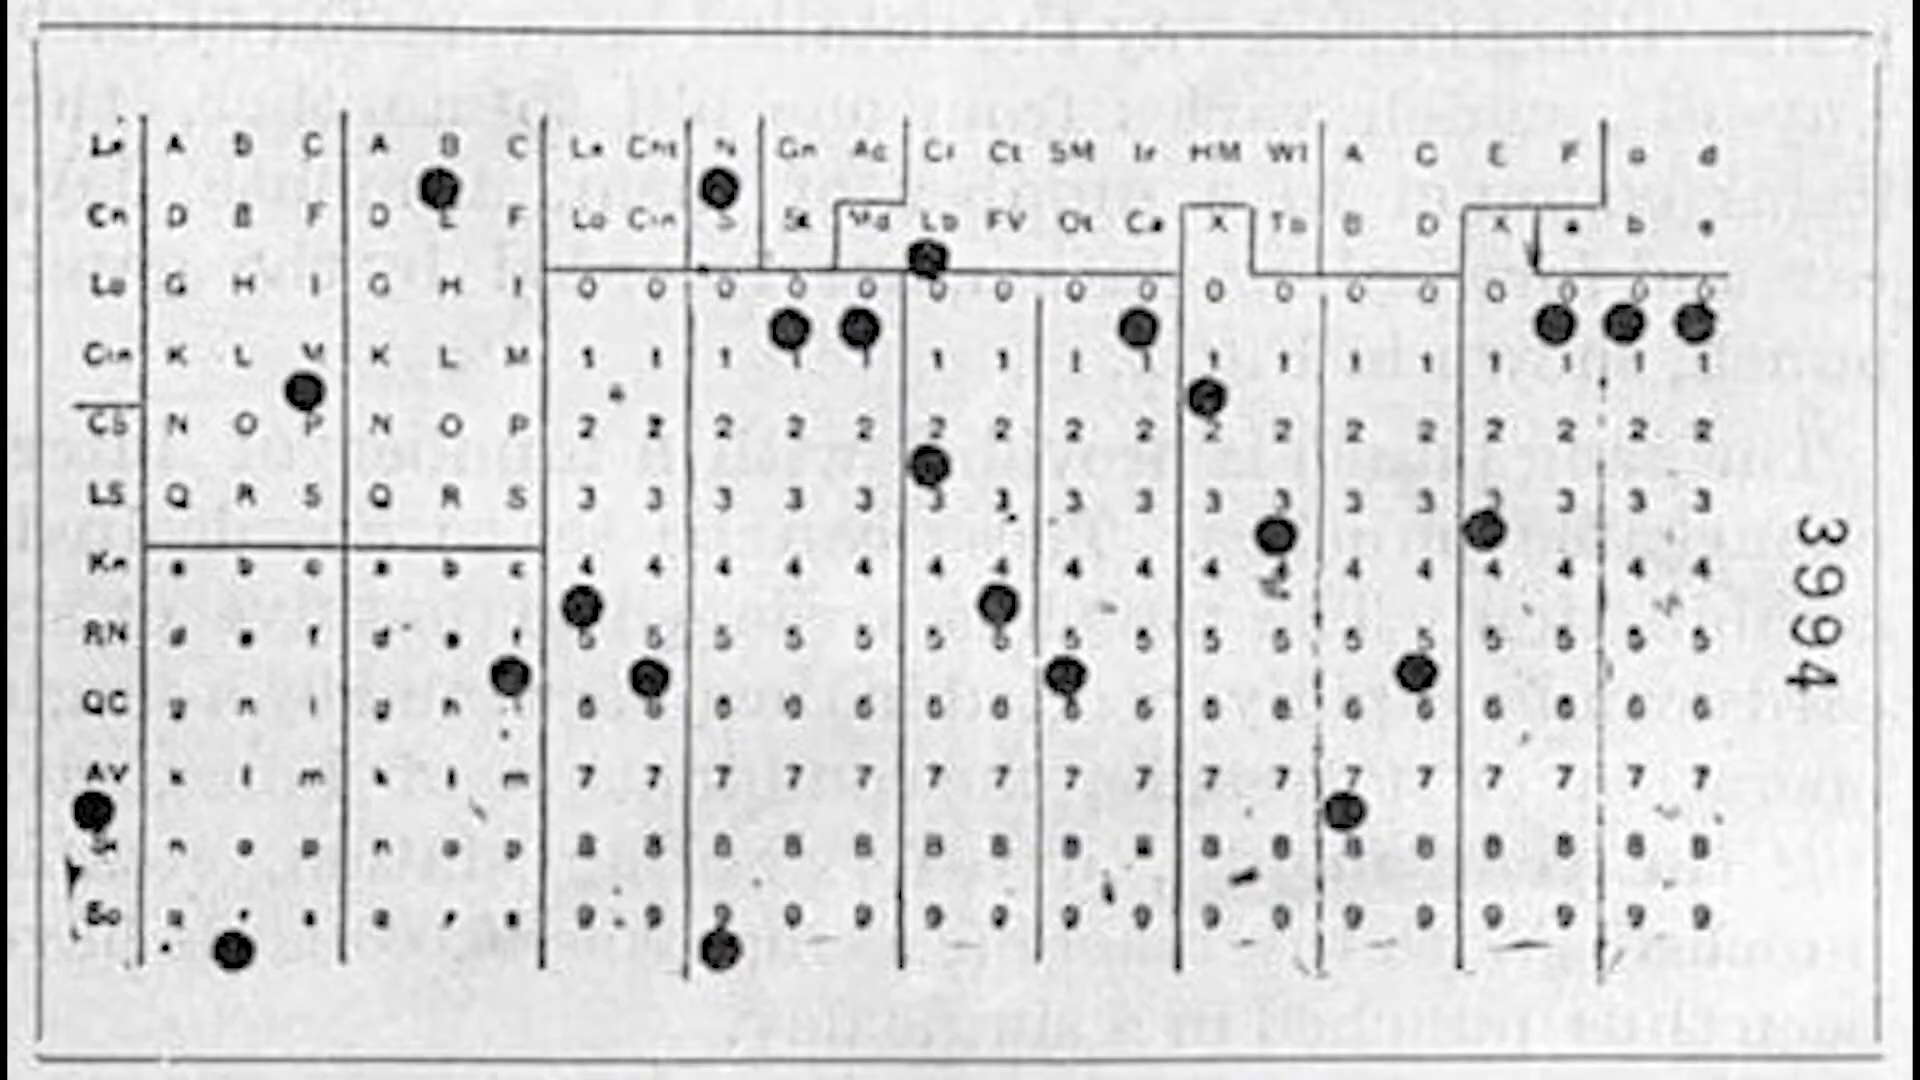 La A B C A B C La Cht N Gn Ac Cr Ct SM Ir HM WI A C E F a d
Cn D E F D E F Lo Cin S St Md Lb FV Ot Ca X Tb B D X a b e
Lo G H I G H I 0 0 0 0 0 0 0 0 0 0 0 0 0 0 0 0 0
Cin K L M K L M 1 1 1 1 1 1 1 1 1 1 1 1 1 1 1 1 1
CS N O P N O P 2 2 2 2 2 2 2 2 2 2 2 2 2 2 2 2 2
LS Q R S Q R S 3 3 3 3 3 3 3 3 3 3 3 3 3 3 3 3 3
Kn a b c a b c 4 4 4 4 4 4 4 4 4 4 4 4 4 4 4 4 4
RN d e f d e f 5 5 5 5 5 5 5 5 5 5 5 5 5 5 5 5 5
QC g h i g h 6 6 6 6 6 6 6 6 6 6 6 6 6 6 6 6 6
AV k l m k l m 7 7 7 7 7 7 7 7 7 7 7 7 7 7 7 7 7
n o p n o p 8 8 8 8 8 8 8 8 8 8 8 8 8 8 8 8 8
So q r s q r s 9 9 9 9 9 9 9 9 9 9 9 9 9 9 9 9 9
3994